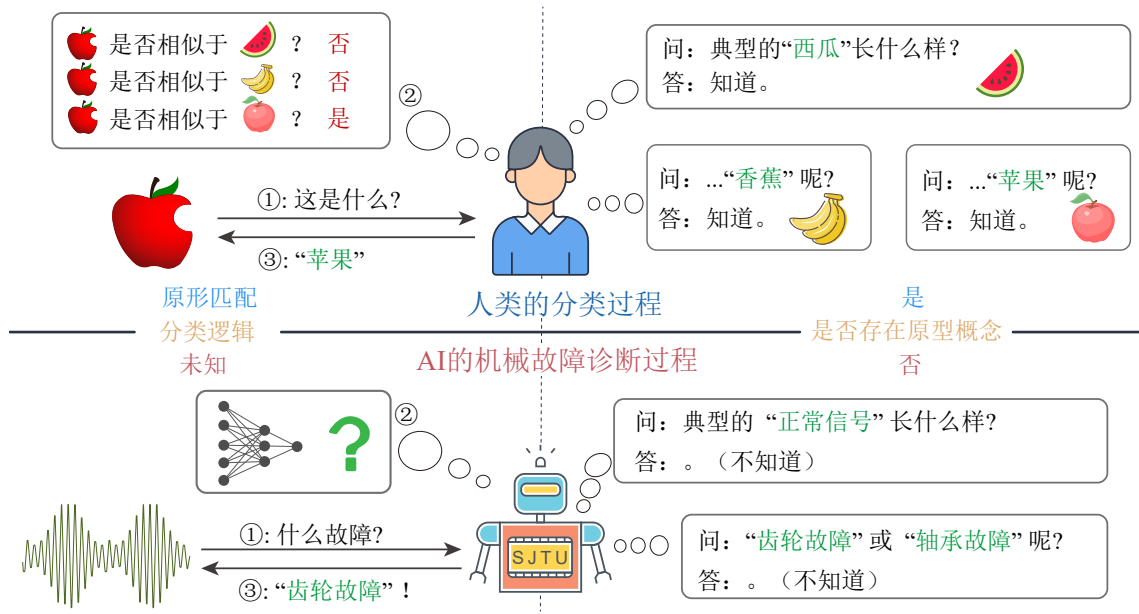 是否相似于 ? 否
是否相似于 ? 否
是否相似于 ? 是
②
问：典型的“西瓜”长什么样？
答：知道。
问：...“香蕉” 呢?
答：知道。
问：...“苹果” 呢?
答：知道。
①: 这是什么?
③: “苹果”
原形匹配
人类的分类过程
是
分类逻辑
是否存在原型概念
未知
AI的机械故障诊断过程
否
②
?
问：典型的 “正常信号” 长什么样?
答：。（不知道）
①: 什么故障?
③: “齿轮故障”！
SJTU
问：“齿轮故障” 或 “轴承故障” 呢?
答：。（不知道）